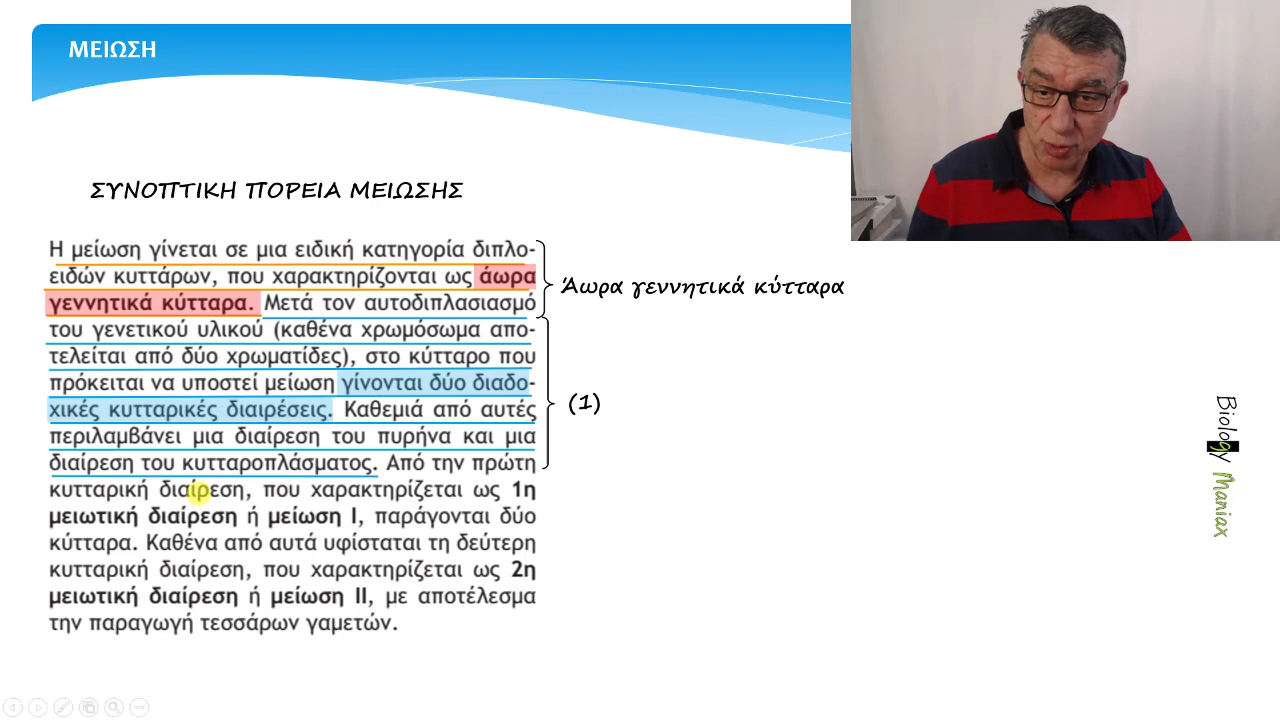 ΜΕΙΩΣΗ
ΣΥΝΟΠΤΙΚΗ ΠΟΡΕΙΑ ΜΕΙΩΣΗΣ
Η μείωση γίνεται σε μια ειδική κατηγορία διπλο-
ειδών κυττάρων, που χαρακτηρίζονται ως άωρα
γεννητικά κύτταρα. Μετά τον αυτοδιπλασιασμό
του γενετικού υλικού (καθένα χρωμόσωμα απο-
τελείται από δύο χρωματίδες), στο κύτταρο που
πρόκειται να υποστεί μείωση γίνονται δύο διαδο-
χικές κυτταρικές διαιρέσεις. Καθεμιά από αυτές
περιλαμβάνει μια διαίρεση του πυρήνα και μια
διαίρεση του κυτταροπλάσματος. Από την πρώτη
κυτταρική διαίρεση, που χαρακτηρίζεται ως 1η
μειωτική διαίρεση ή μείωση Ι, παράγονται δύο
κύτταρα. Καθένα από αυτά υφίσταται τη δεύτερη
κυτταρική διαίρεση, που χαρακτηρίζεται ως 2η
μειωτική διαίρεση ή μείωση ΙΙ, με αποτέλεσμα
την παραγωγή τεσσάρων γαμετών.
Άωρα γεννητικά κύτταρα
(1)
Biology Maniax